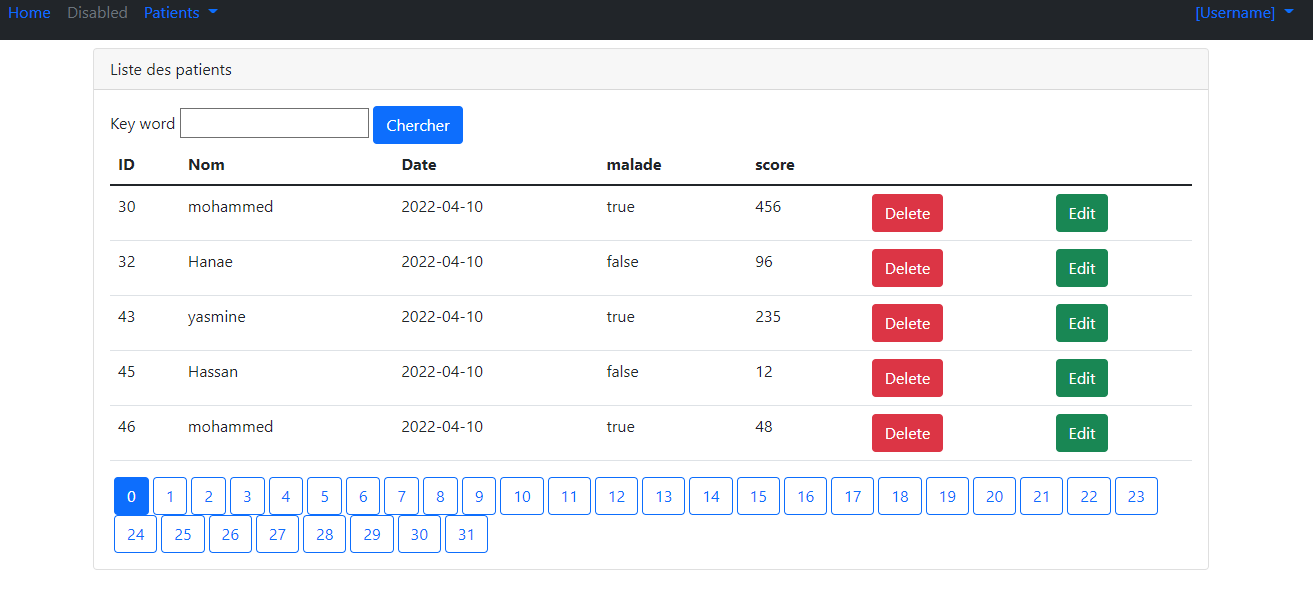 Home Disabled Patients [Username]
Liste des patients
Key word Chercher
ID Nom Date malade score
30 mohammed 2022-04-10 true 456 Delete Edit
32 Hanae 2022-04-10 false 96 Delete Edit
43 yasmine 2022-04-10 true 235 Delete Edit
45 Hassan 2022-04-10 false 12 Delete Edit
46 mohammed 2022-04-10 true 48 Delete Edit
0 1 2 3 4 5 6 7 8 9 10 11 12 13 14 15 16 17 18 19 20 21 22 23
24 25 26 27 28 29 30 31